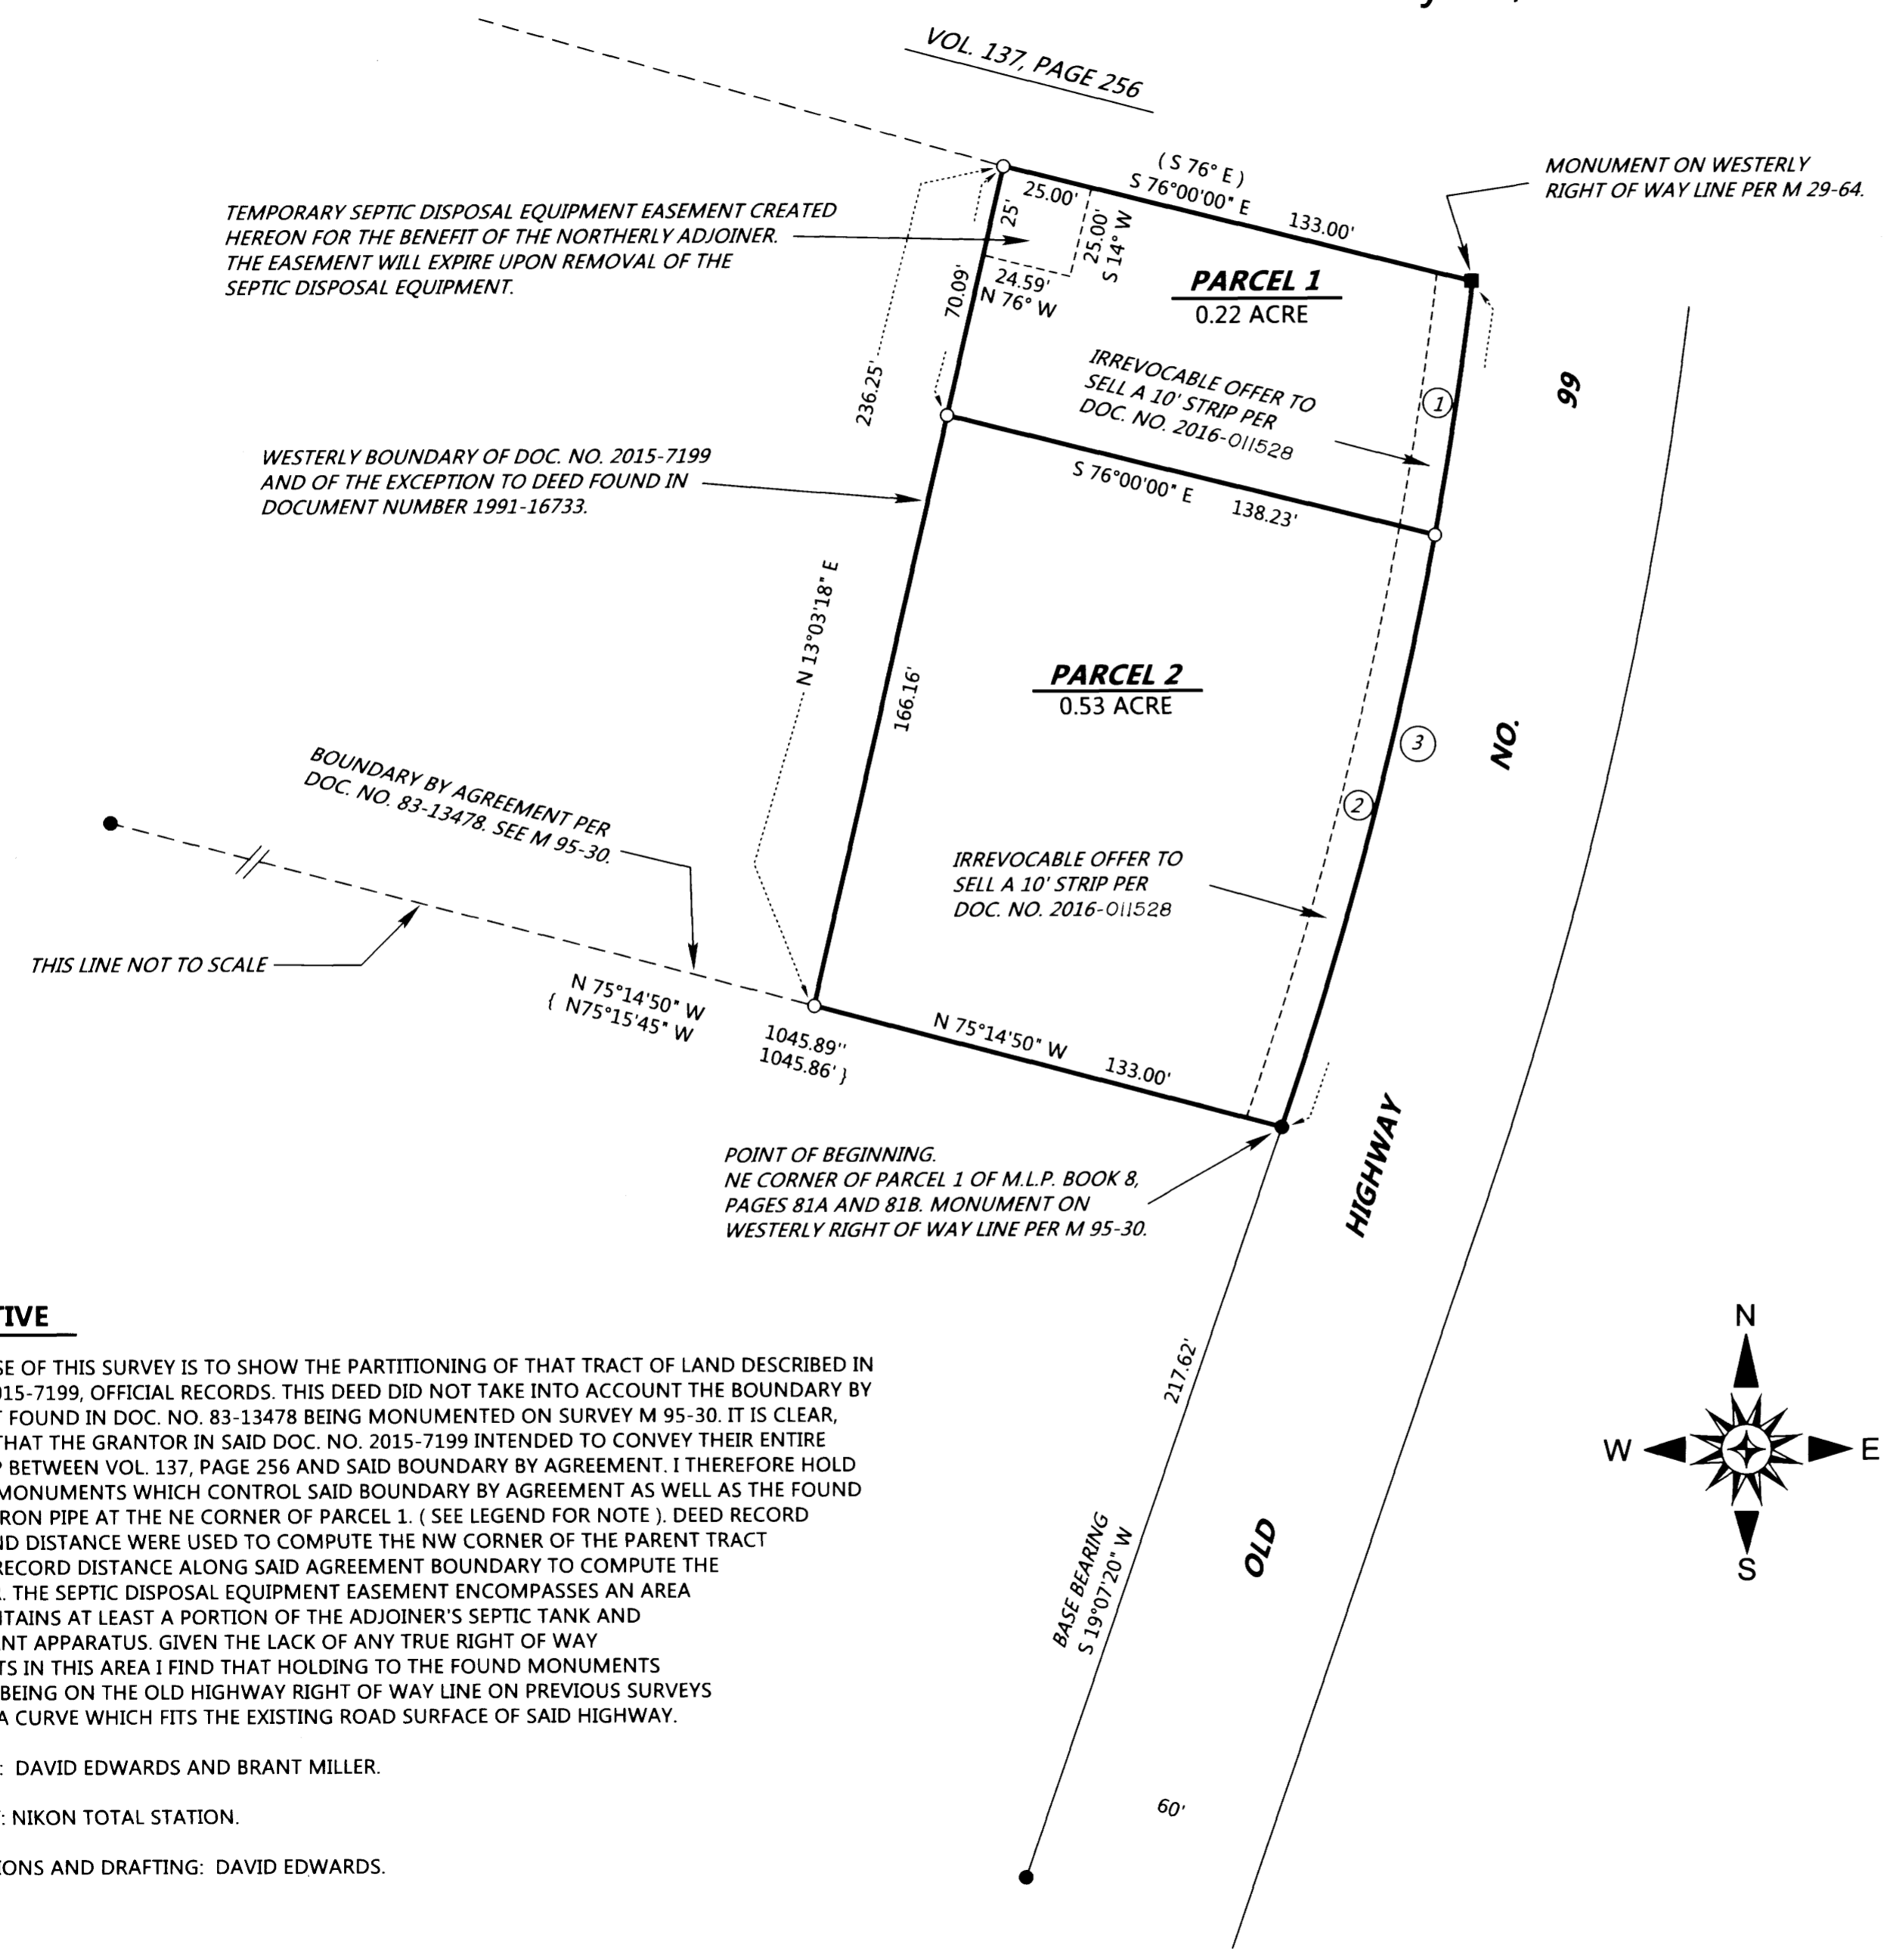 VOL. 137, PAGE 256
( S 76° E )
S 76°00'00" E 133.00'
MONUMENT ON WESTERLY
RIGHT OF WAY LINE PER M 29-64.
TEMPORARY SEPTIC DISPOSAL EQUIPMENT EASEMENT CREATED
HEREON FOR THE BENEFIT OF THE NORTHERLY ADJOINER.
THE EASEMENT WILL EXPIRE UPON REMOVAL OF THE
SEPTIC DISPOSAL EQUIPMENT.
25.00'
25'
25.00'
S 14° W
24.59'
N 76° W
70.09'
236.25'
PARCEL 1
0.22 ACRE
IRREVOCABLE OFFER TO
SELL A 10' STRIP PER
DOC. NO. 2016-011528
1
99
WESTERLY BOUNDARY OF DOC. NO. 2015-7199
AND OF THE EXCEPTION TO DEED FOUND IN
DOCUMENT NUMBER 1991-16733.
S 76°00'00" E 138.23'
N 13°03'18" E
166.16'
PARCEL 2
0.53 ACRE
3
NO.
2
BOUNDARY BY AGREEMENT PER
DOC. NO. 83-13478. SEE M 95-30.
IRREVOCABLE OFFER TO
SELL A 10' STRIP PER
DOC. NO. 2016-011528
THIS LINE NOT TO SCALE
N 75°14'50" W 1045.89''
{ N75°15'45" W 1045.86' }
N 75°14'50" W 133.00'
HIGHWAY
POINT OF BEGINNING.
NE CORNER OF PARCEL 1 OF M.L.P. BOOK 8,
PAGES 81A AND 81B. MONUMENT ON
WESTERLY RIGHT OF WAY LINE PER M 95-30.
217.62'
BASE BEARING
S 19°07'20" W
OLD
60'
N
W E
S
TIVE
SE OF THIS SURVEY IS TO SHOW THE PARTITIONING OF THAT TRACT OF LAND DESCRIBED IN
015-7199, OFFICIAL RECORDS. THIS DEED DID NOT TAKE INTO ACCOUNT THE BOUNDARY BY
T FOUND IN DOC. NO. 83-13478 BEING MONUMENTED ON SURVEY M 95-30. IT IS CLEAR,
THAT THE GRANTOR IN SAID DOC. NO. 2015-7199 INTENDED TO CONVEY THEIR ENTIRE
P BETWEEN VOL. 137, PAGE 256 AND SAID BOUNDARY BY AGREEMENT. I THEREFORE HOLD
MONUMENTS WHICH CONTROL SAID BOUNDARY BY AGREEMENT AS WELL AS THE FOUND
RON PIPE AT THE NE CORNER OF PARCEL 1. ( SEE LEGEND FOR NOTE ). DEED RECORD
ND DISTANCE WERE USED TO COMPUTE THE NW CORNER OF THE PARENT TRACT
RECORD DISTANCE ALONG SAID AGREEMENT BOUNDARY TO COMPUTE THE
. THE SEPTIC DISPOSAL EQUIPMENT EASEMENT ENCOMPASSES AN AREA
NTAINS AT LEAST A PORTION OF THE ADJOINER'S SEPTIC TANK AND
NT APPARATUS. GIVEN THE LACK OF ANY TRUE RIGHT OF WAY
TS IN THIS AREA I FIND THAT HOLDING TO THE FOUND MONUMENTS
BEING ON THE OLD HIGHWAY RIGHT OF WAY LINE ON PREVIOUS SURVEYS
A CURVE WHICH FITS THE EXISTING ROAD SURFACE OF SAID HIGHWAY.
: DAVID EDWARDS AND BRANT MILLER.
: NIKON TOTAL STATION.
IONS AND DRAFTING: DAVID EDWARDS.